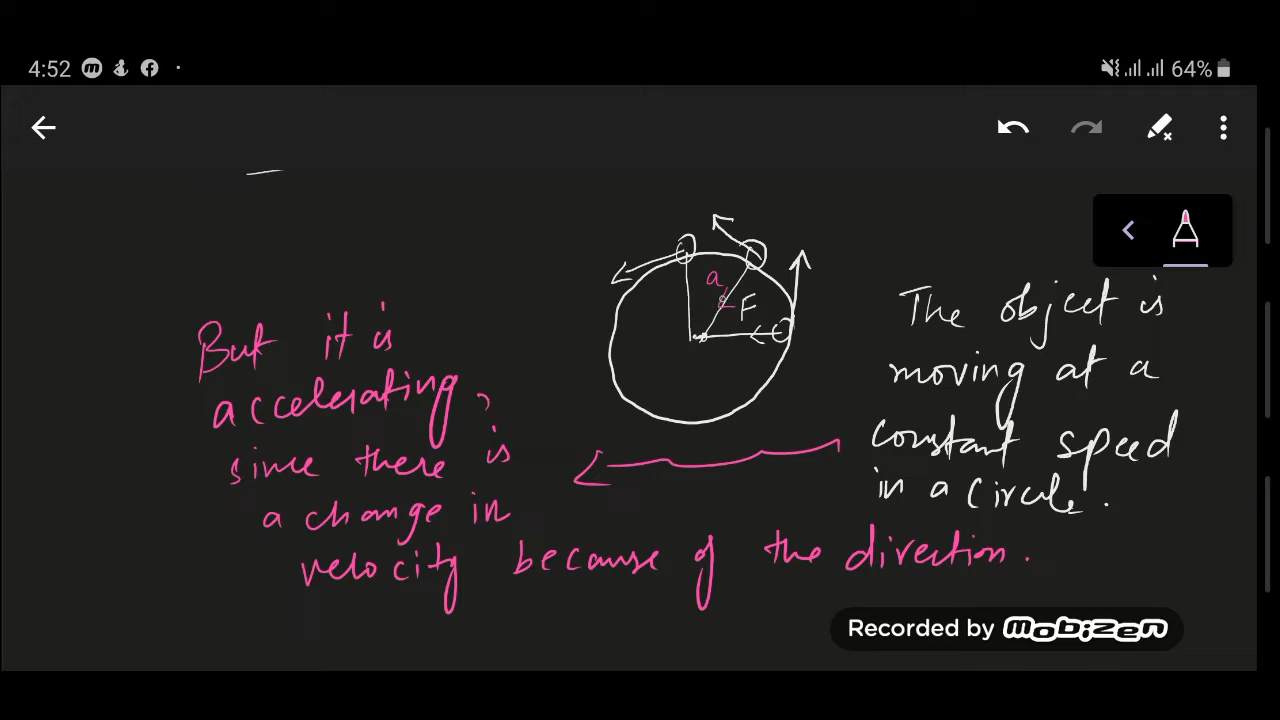 4:52
64%
a
F
The object is
moving at a
constant speed
in a circle.
But it is
accelerating,
since there is
a change in
velocity because of the direction.
Recorded by mobizen